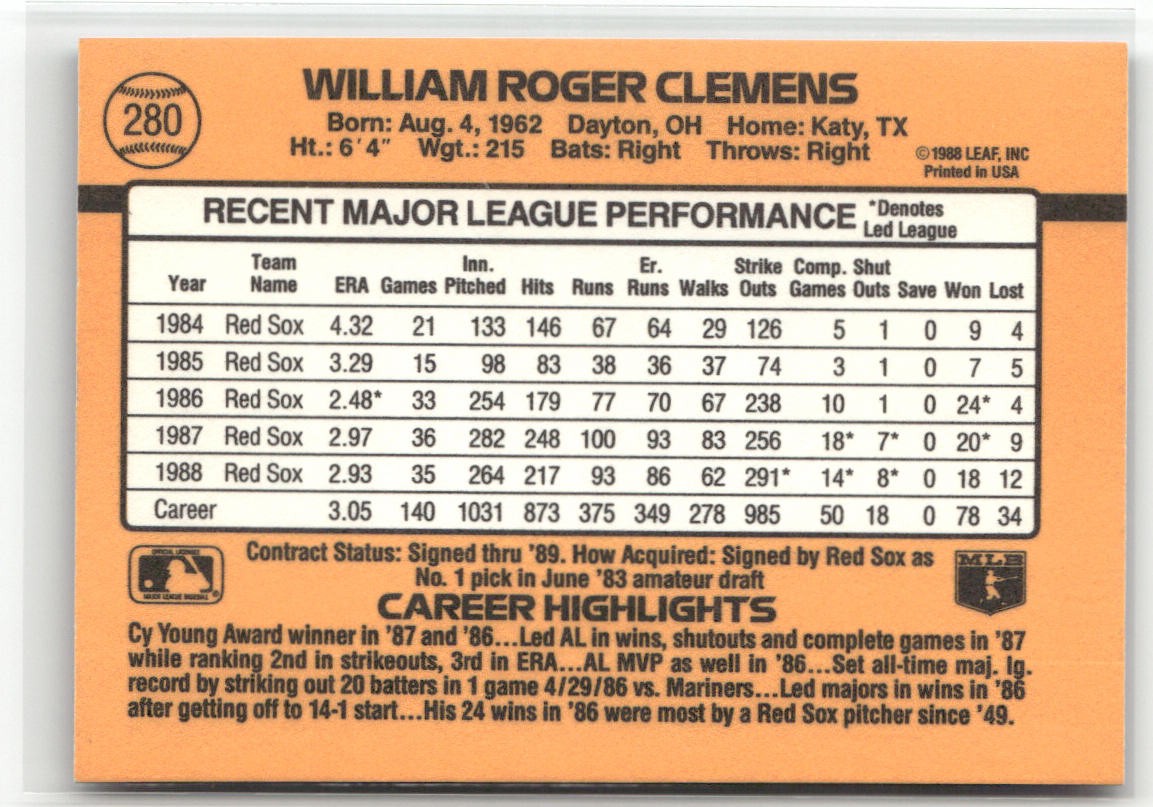 280
WILLIAM ROGER CLEMENS
Born: Aug. 4, 1962 Dayton, OH Home: Katy, TX
Ht.: 6'4" Wgt.: 215 Bats: Right Throws: Right
©1988 LEAF, INC
Printed in USA
RECENT MAJOR LEAGUE PERFORMANCE *Denotes
Led League
Team Inn. Er. Strike Comp. Shut
Year Name ERA Games Pitched Hits Runs Runs Walks Outs Games Outs Save Won Lost
1984 Red Sox 4.32 21 133 146 67 64 29 126 5 1 0 9 4
1985 Red Sox 3.29 15 98 83 38 36 37 74 3 1 0 7 5
1986 Red Sox 2.48* 33 254 179 77 70 67 238 10 1 0 24* 4
1987 Red Sox 2.97 36 282 248 100 93 83 256 18* 7* 0 20* 9
1988 Red Sox 2.93 35 264 217 93 86 62 291* 14* 8* 0 18 12
Career 3.05 140 1031 873 375 349 278 985 50 18 0 78 34
Contract Status: Signed thru '89. How Acquired: Signed by Red Sox as
No. 1 pick in June '83 amateur draft
OFFICIAL LICENSEE
MAJOR LEAGUE BASEBALL
®
MLB
CAREER HIGHLIGHTS
Cy Young Award winner in '87 and '86...Led AL in wins, shutouts and complete games in '87
while ranking 2nd in strikeouts, 3rd in ERA...AL MVP as well in '86...Set all-time maj. lg.
record by striking out 20 batters in 1 game 4/29/86 vs. Mariners...Led majors in wins in '86
after getting off to 14-1 start...His 24 wins in '86 were most by a Red Sox pitcher since '49.